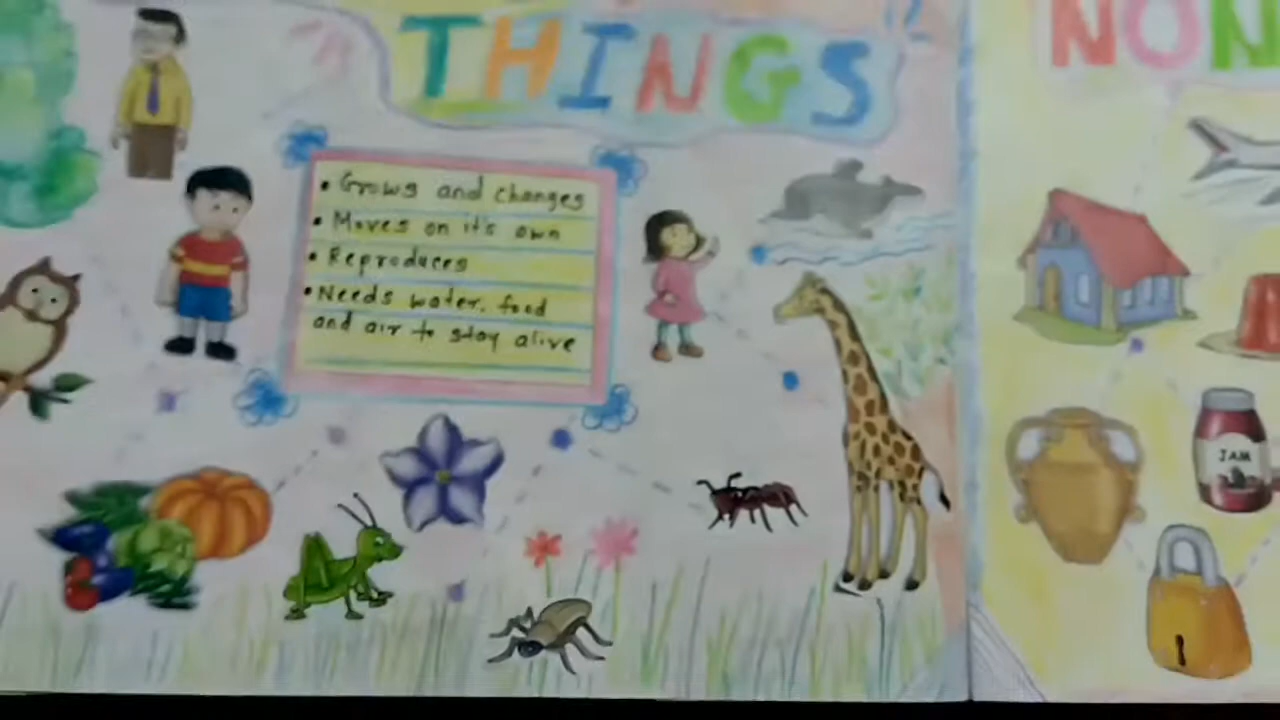 THINGS
NON
• Grows and changes
• Moves on it's own
• Reproduces
• Needs water, food
and air to stay alive
JAM